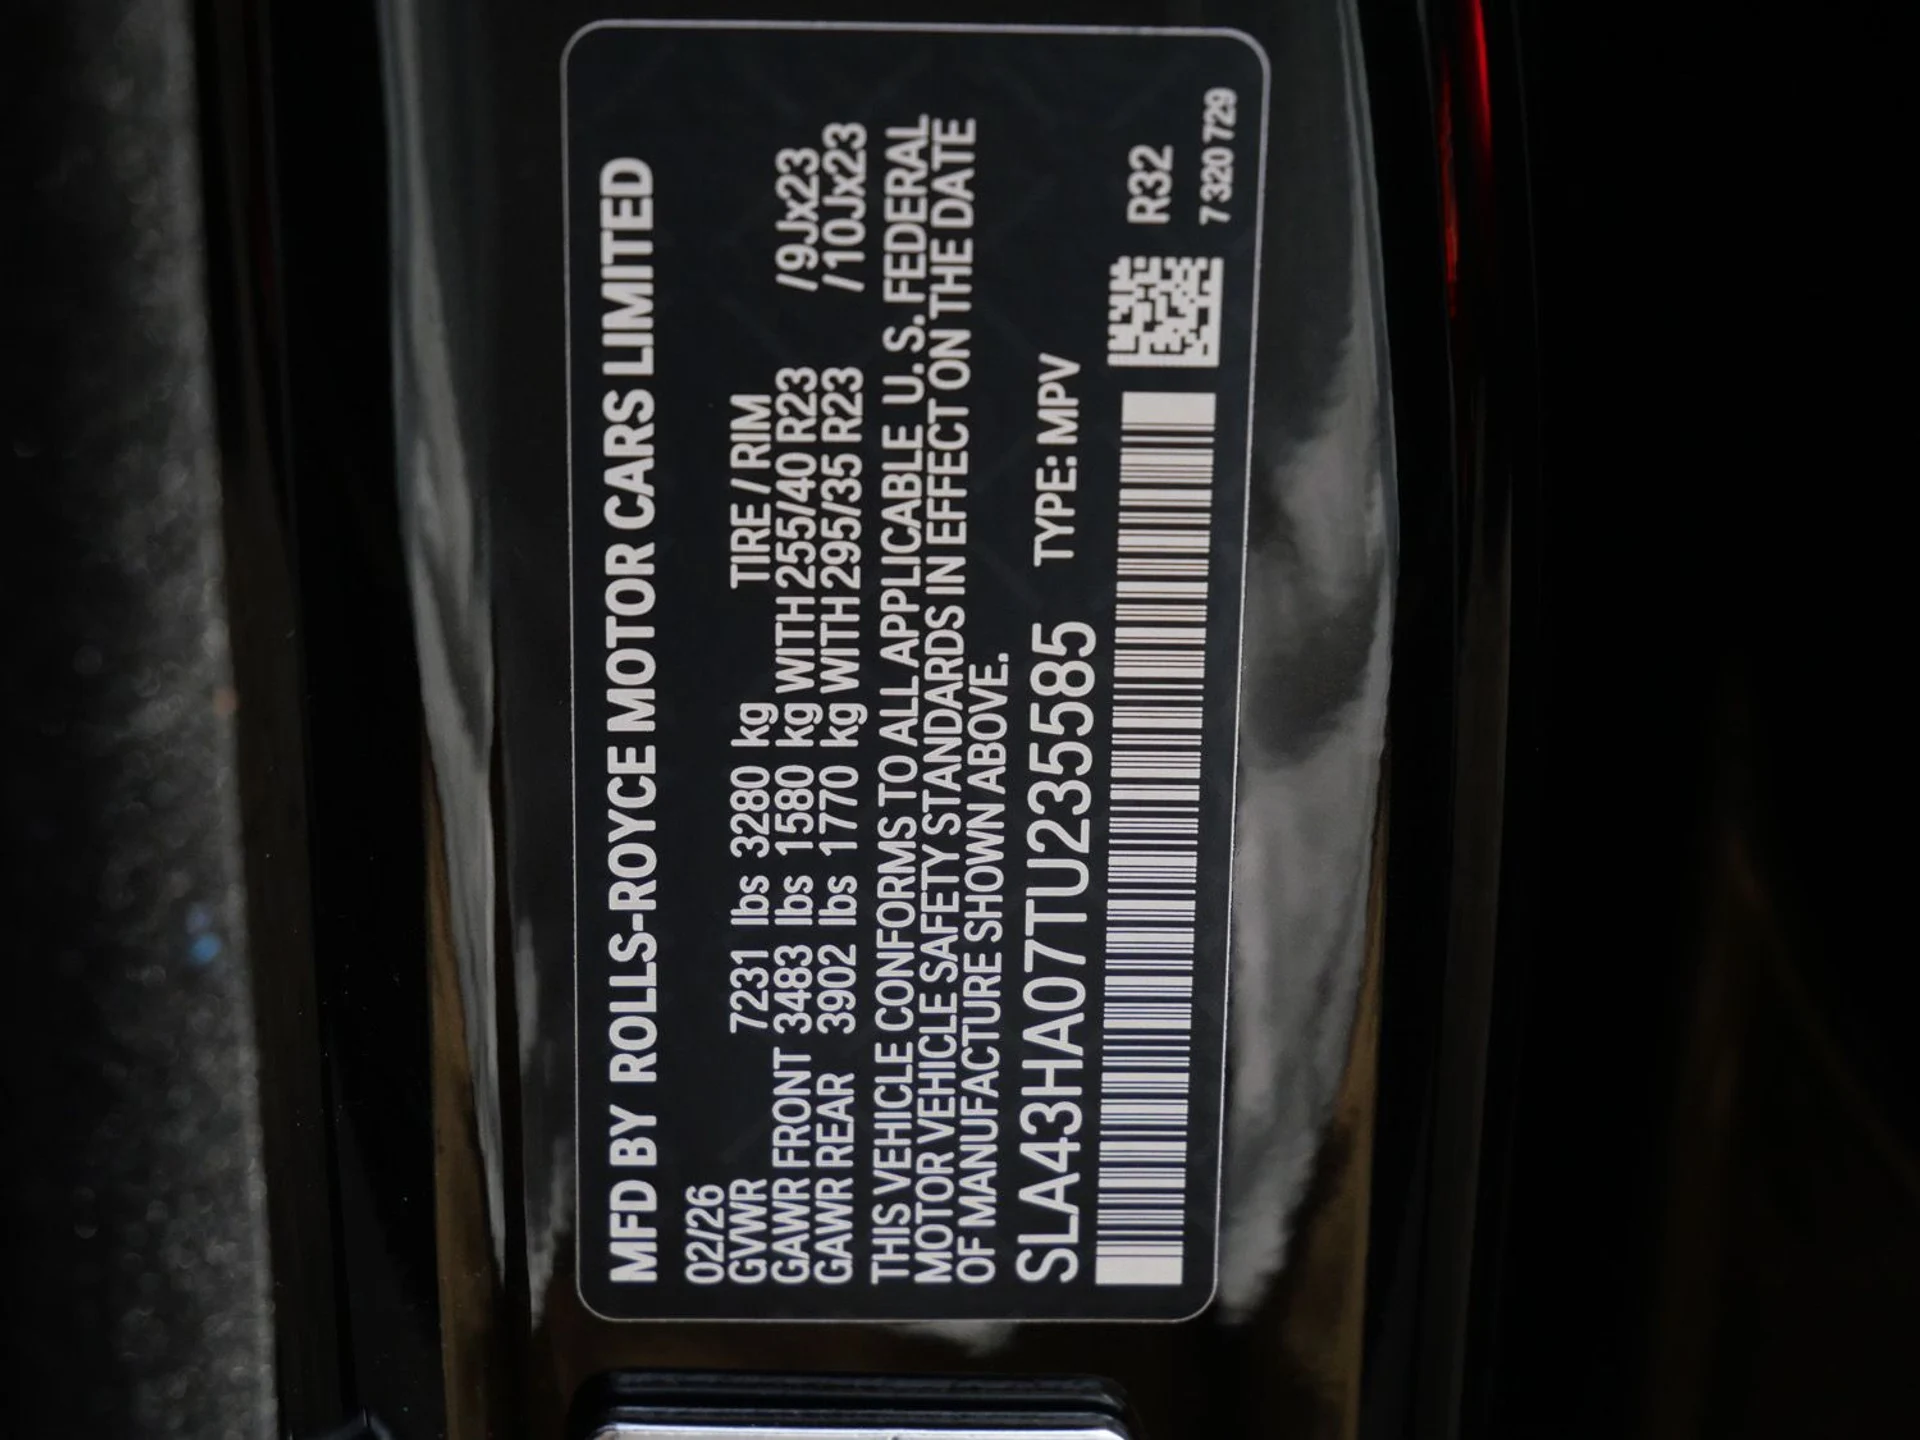 MFD BY ROLLS-ROYCE MOTOR CARS LIMITED
02/26
GVWR 7231 lbs 3280 kg TIRE / RIM
GAWR FRONT 3483 lbs 1580 kg WITH 255/40 R23 /9Jx23
GAWR REAR 3902 lbs 1770 kg WITH 295/35 R23 /10Jx23
THIS VEHICLE CONFORMS TO ALL APPLICABLE U. S. FEDERAL
MOTOR VEHICLE SAFETY STANDARDS IN EFFECT ON THE DATE
OF MANUFACTURE SHOWN ABOVE.
SLA43HA07TU235585 TYPE: MPV
R32
7 320 729